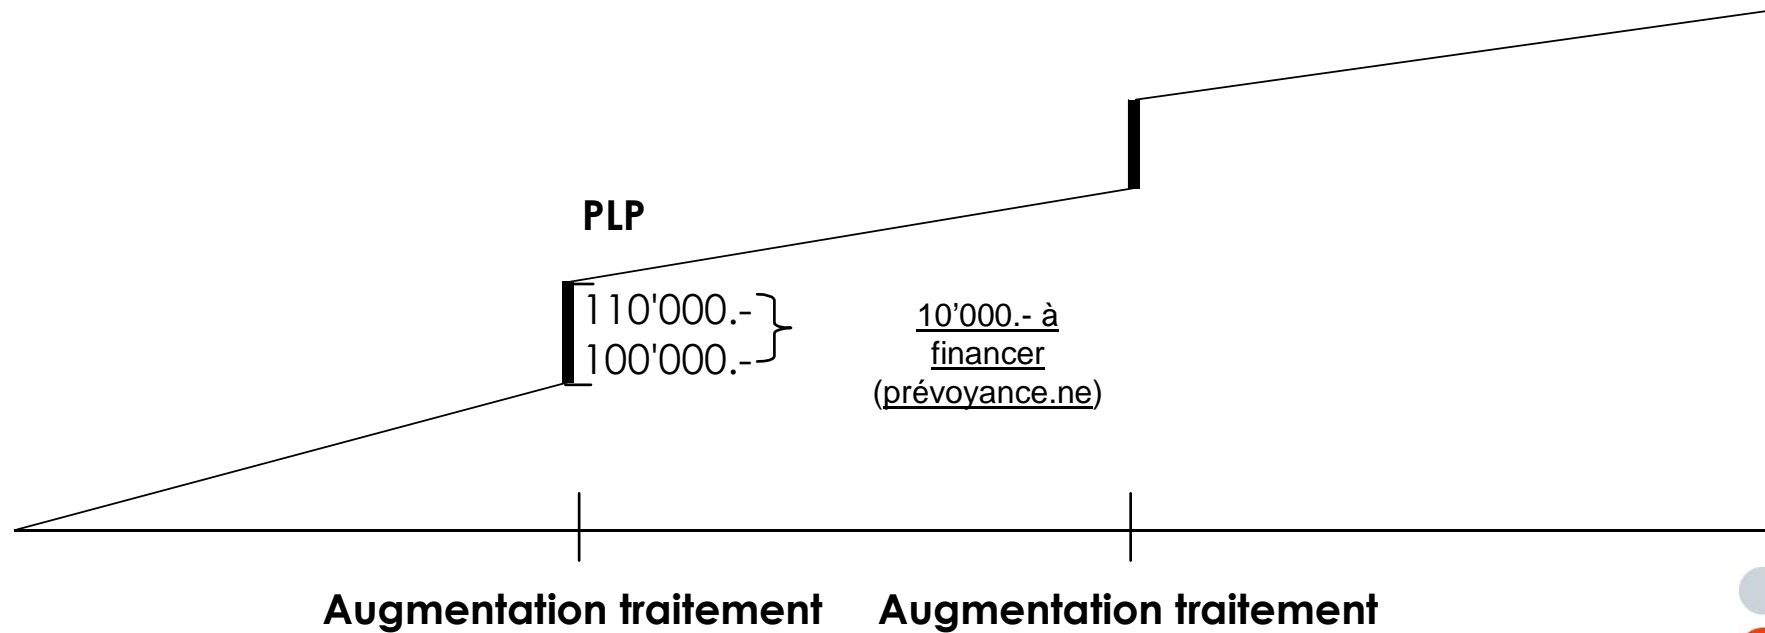 PLP
110'000.-
100'000.-
10’000.- à
financer
(prévoyance.ne)
Augmentation traitement
Augmentation traitement